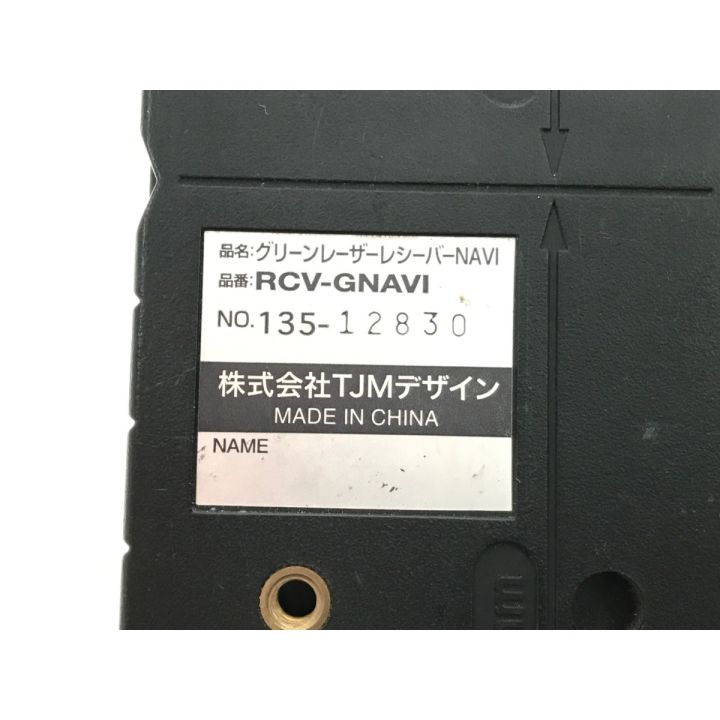 品名:グリーンレーザーレシーバーNAVI
品番:RCV-GNAVI
NO.135-12830
株式会社TJMデザイン
MADE IN CHINA
NAME